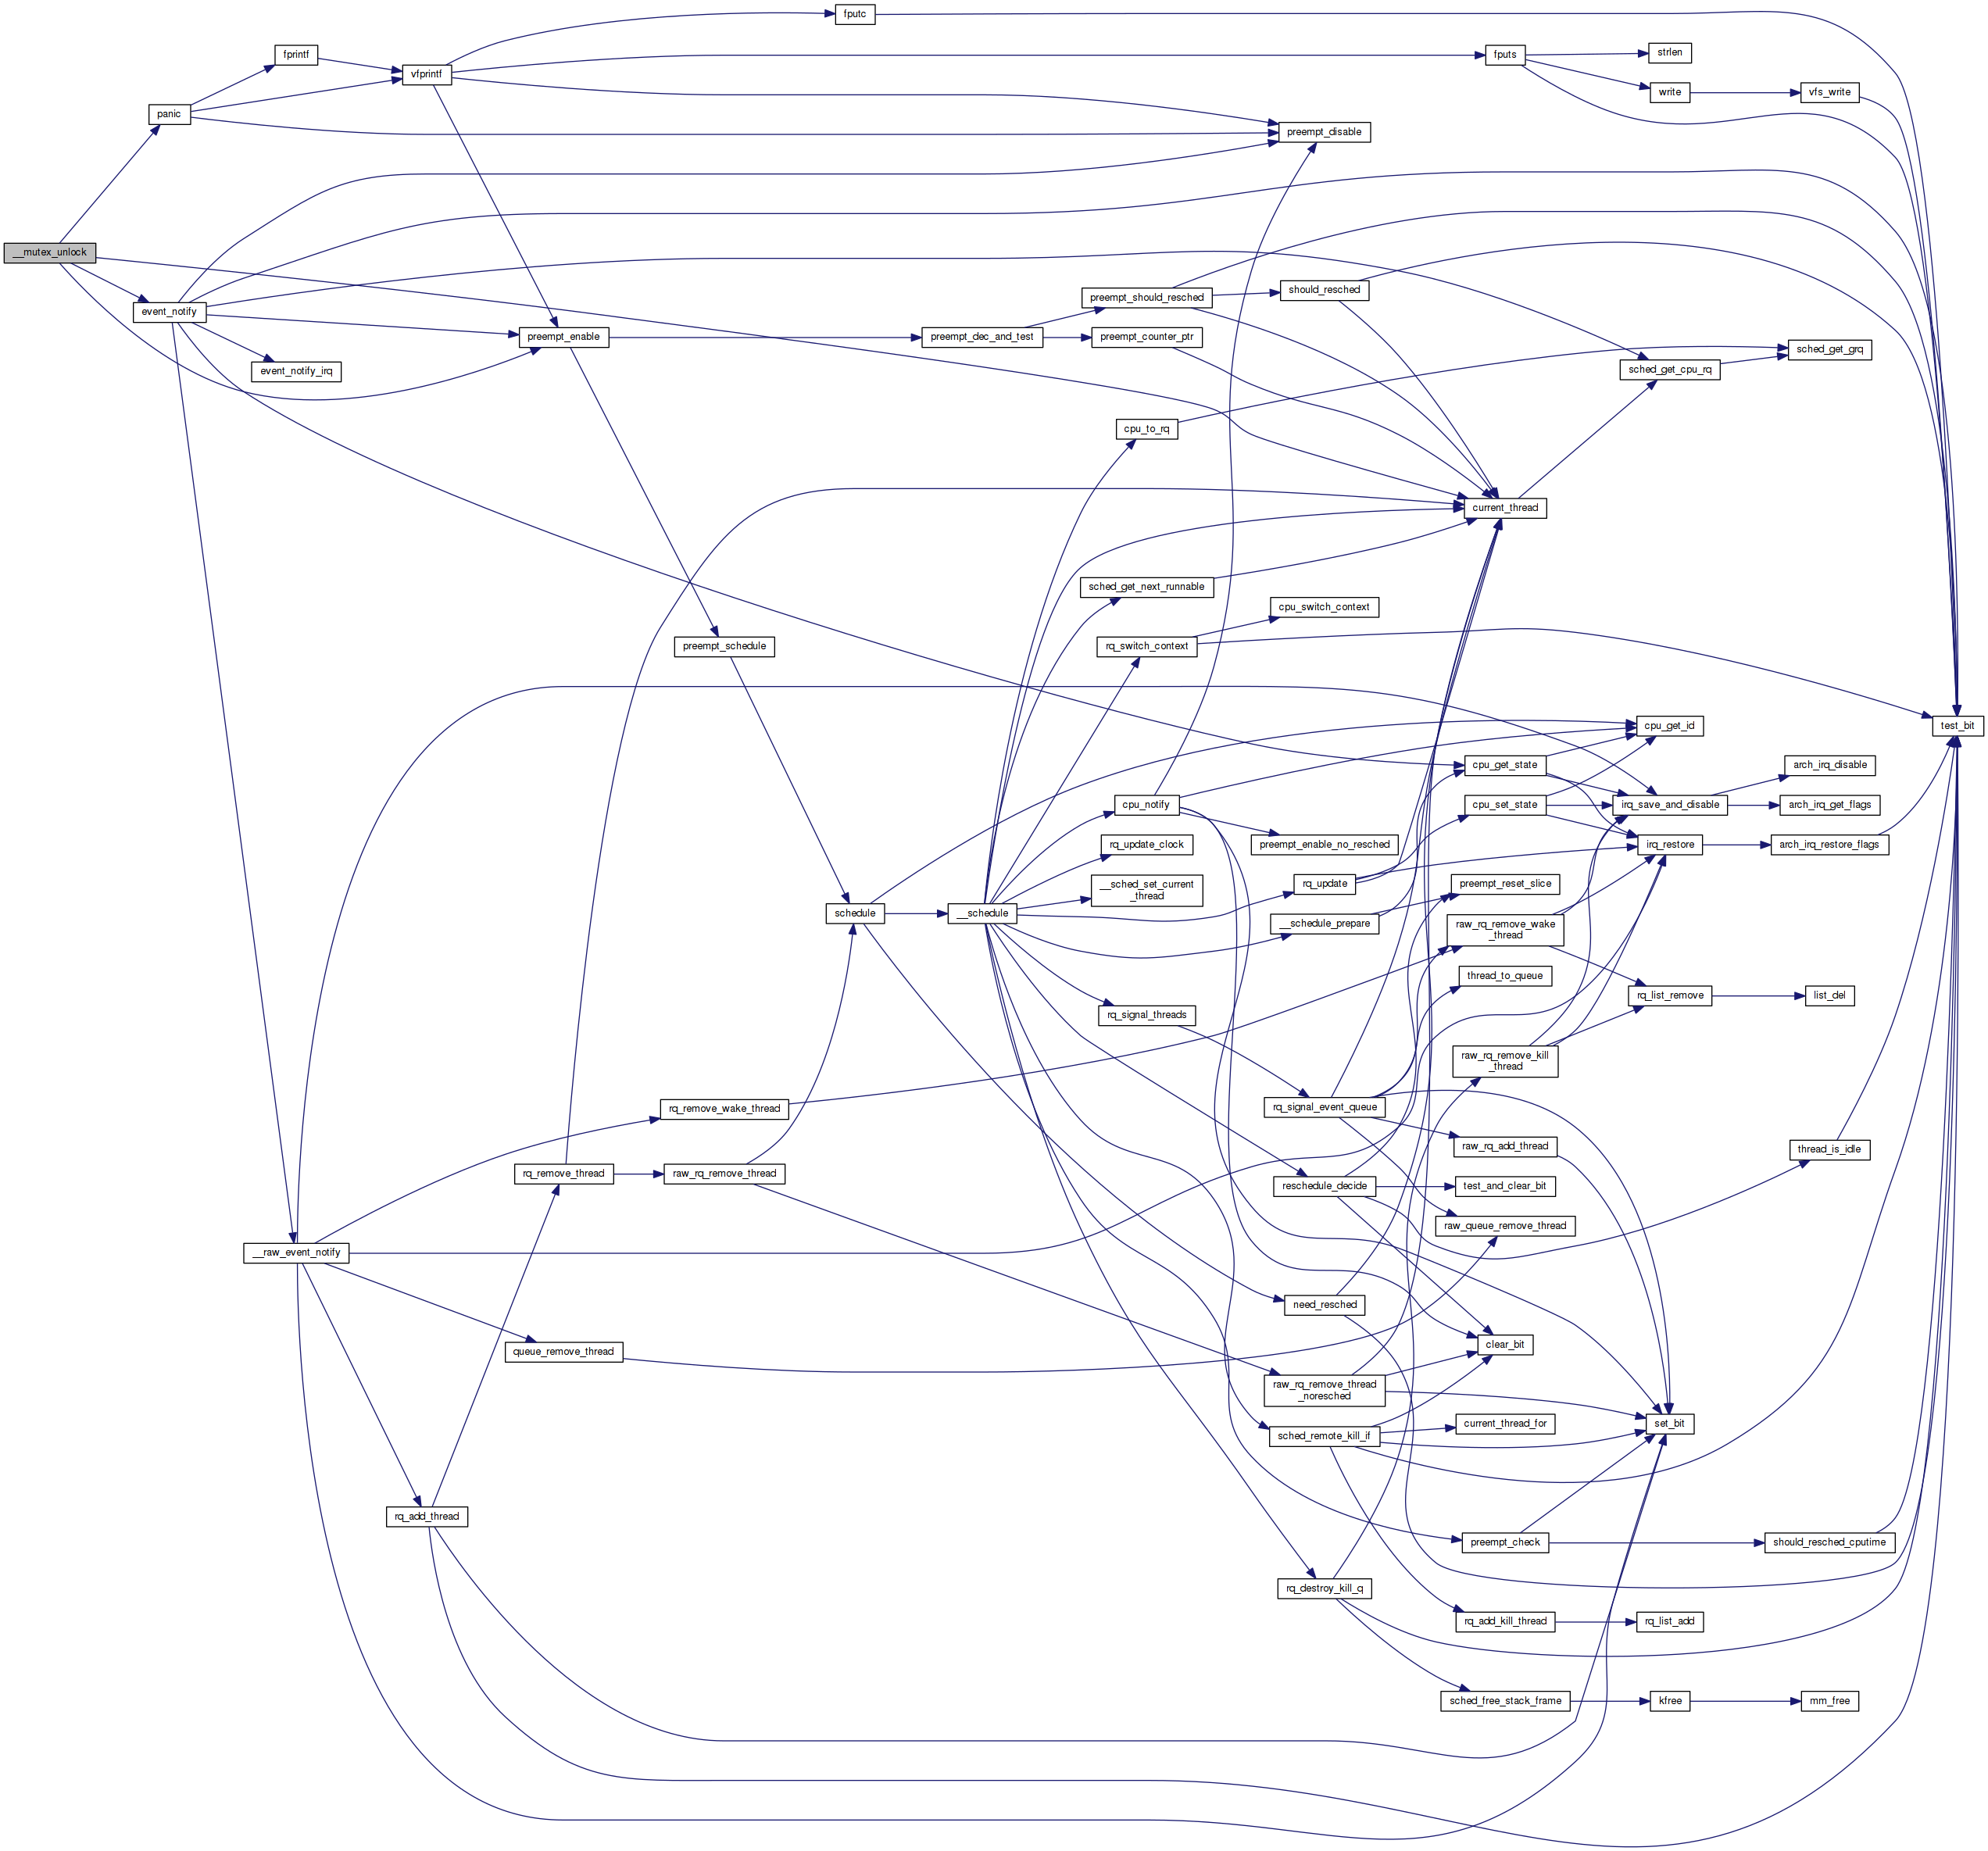 fputc
fprintf
strlen
fputs
vfprintf
write
vfs_write
panic
preempt_disable
__mutex_unlock
should_resched
preempt_should_resched
event_notify
preempt_enable
preempt_dec_and_test
preempt_counter_ptr
sched_get_grq
event_notify_irq
sched_get_cpu_rq
cpu_to_rq
current_thread
sched_get_next_runnable
cpu_switch_context
preempt_schedule
rq_switch_context
cpu_get_id
test_bit
cpu_get_state
arch_irq_disable
cpu_notify
cpu_set_state
irq_save_and_disable
arch_irq_get_flags
rq_update_clock
preempt_enable_no_resched
irq_restore
arch_irq_restore_flags
__sched_set_current
_thread
rq_update
preempt_reset_slice
schedule
__schedule
__schedule_prepare
raw_rq_remove_wake
_thread
thread_to_queue
rq_list_remove
list_del
rq_signal_threads
raw_rq_remove_kill
_thread
rq_remove_wake_thread
rq_signal_event_queue
raw_rq_add_thread
thread_is_idle
rq_remove_thread
raw_rq_remove_thread
reschedule_decide
test_and_clear_bit
raw_queue_remove_thread
__raw_event_notify
need_resched
queue_remove_thread
clear_bit
raw_rq_remove_thread
_noresched
current_thread_for
set_bit
sched_remote_kill_if
rq_add_thread
preempt_check
should_resched_cputime
rq_destroy_kill_q
rq_add_kill_thread
rq_list_add
sched_free_stack_frame
kfree
mm_free